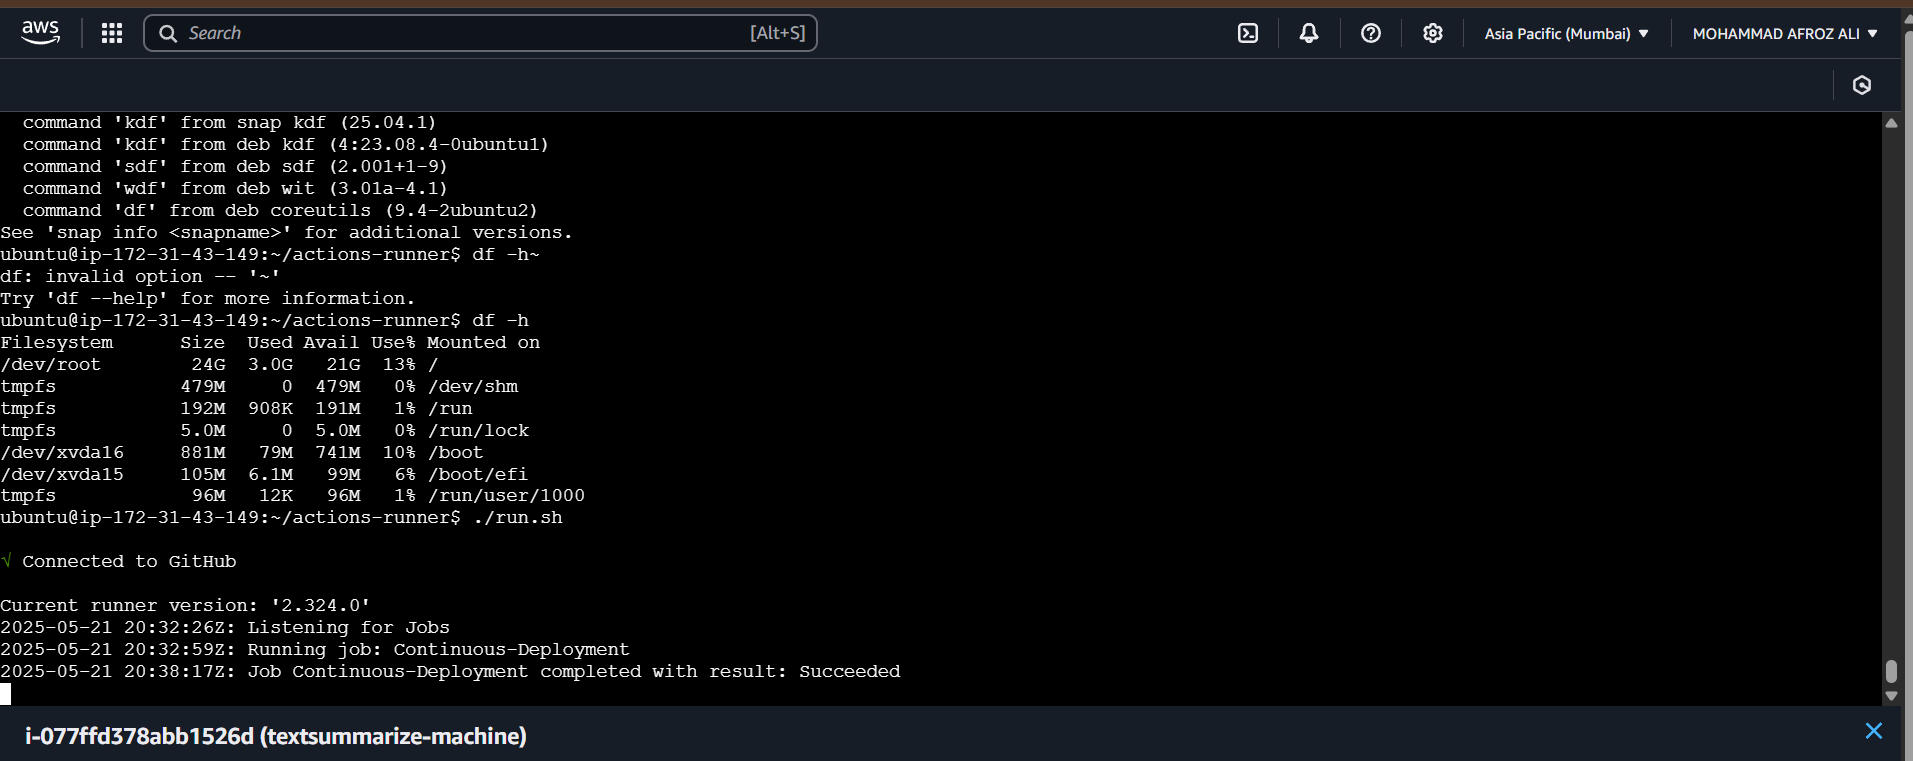 aws
Search [Alt+S]
Asia Pacific (Mumbai)
MOHAMMAD AFROZ ALI
command 'kdf' from snap kdf (25.04.1)
command 'kdf' from deb kdf (4:23.08.4-0ubuntu1)
command 'sdf' from deb sdf (2.001+1-9)
command 'wdf' from deb wit (3.01a-4.1)
command 'df' from deb coreutils (9.4-2ubuntu2)
See 'snap info <snapname>' for additional versions.
ubuntu@ip-172-31-43-149:~/actions-runner$ df -h~
df: invalid option -- '~'
Try 'df --help' for more information.
ubuntu@ip-172-31-43-149:~/actions-runner$ df -h
Filesystem      Size  Used Avail Use% Mounted on
/dev/root        24G  3.0G   21G  13% /
tmpfs           479M     0  479M   0% /dev/shm
tmpfs           192M  908K  191M   1% /run
tmpfs           5.0M     0  5.0M   0% /run/lock
/dev/xvda16     881M   79M  741M  10% /boot
/dev/xvda15     105M  6.1M   99M   6% /boot/efi
tmpfs            96M   12K   96M   1% /run/user/1000
ubuntu@ip-172-31-43-149:~/actions-runner$ ./run.sh
√ Connected to GitHub
Current runner version: '2.324.0'
2025-05-21 20:32:26Z: Listening for Jobs
2025-05-21 20:32:59Z: Running job: Continuous-Deployment
2025-05-21 20:38:17Z: Job Continuous-Deployment completed with result: Succeeded
i-077ffd378abb1526d (textsummarize-machine)